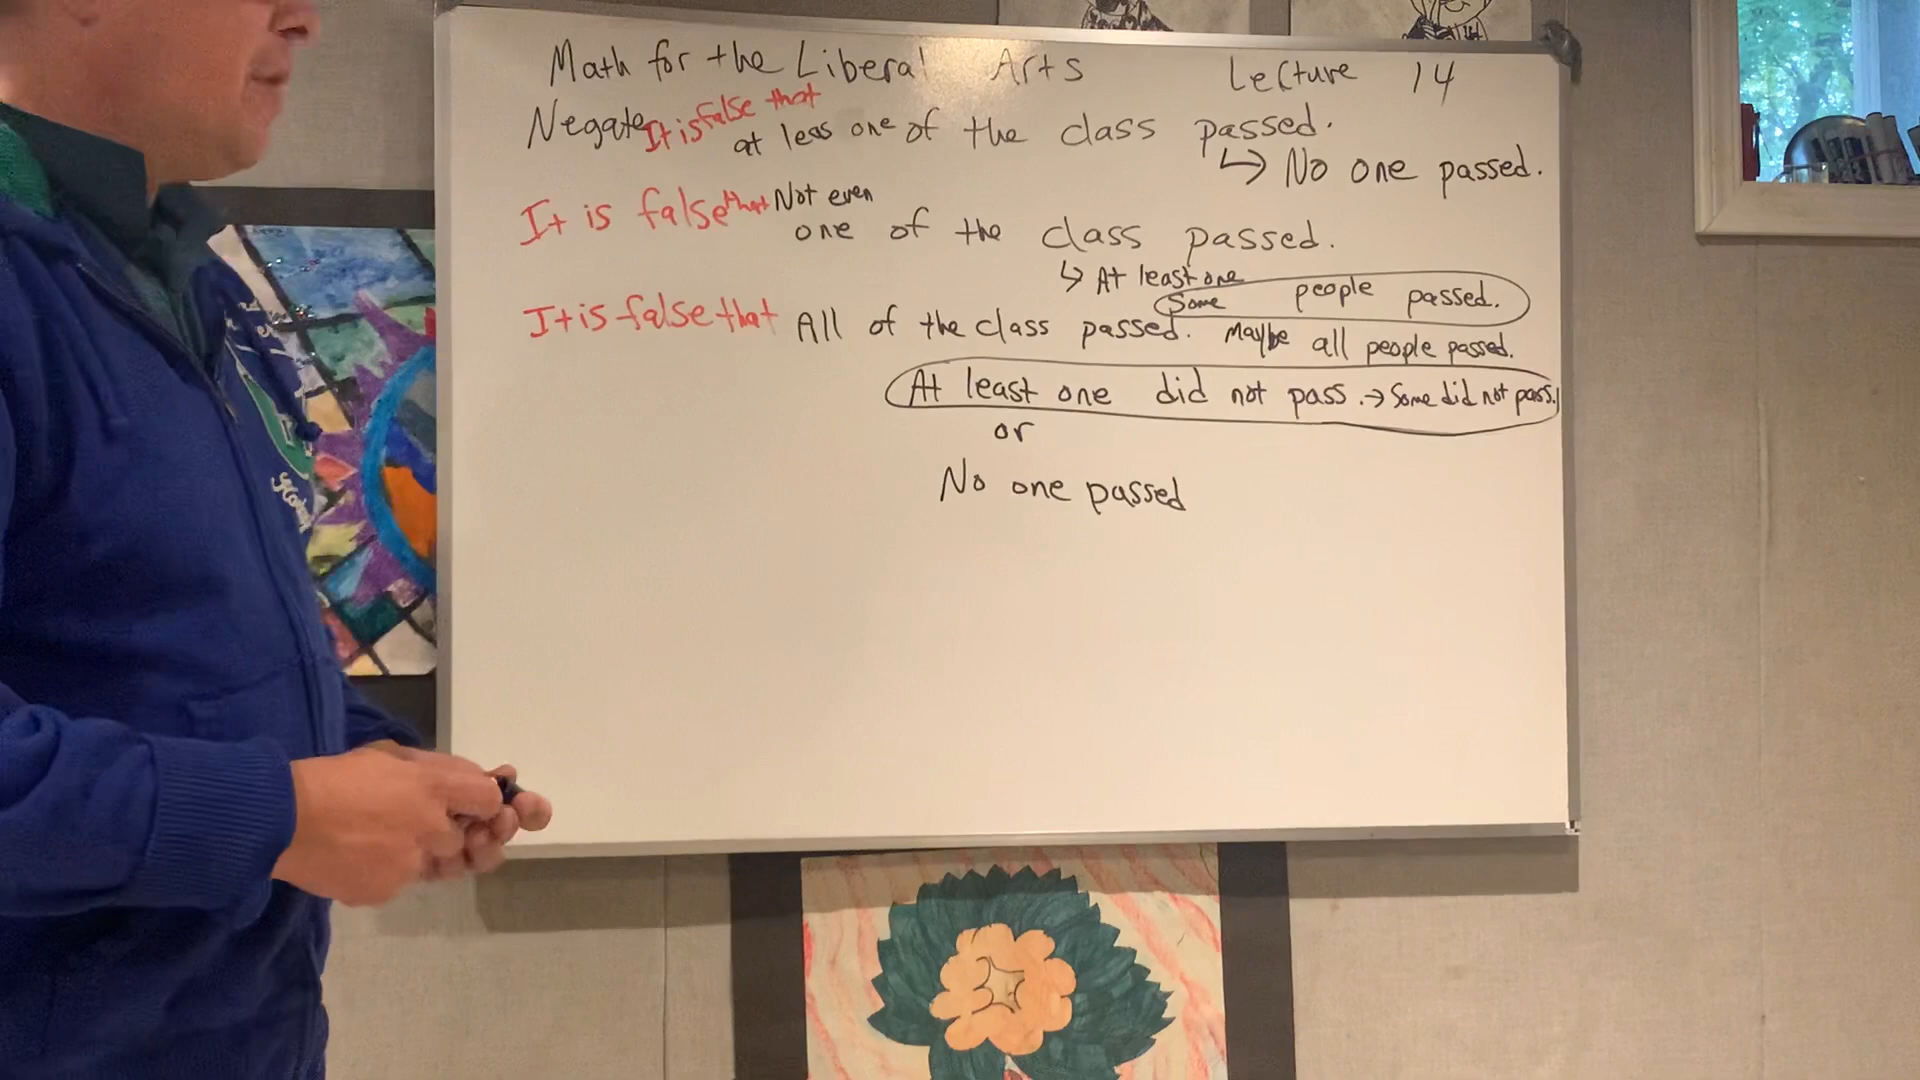 Math for the Liberal Arts Lecture 14
Negate It is false that at leas one of the class passed.
↳ No one passed.
It is false that Not even one of the class passed.
↳ At least one
Some people passed.
It is false that All of the class passed. Maybe all people passed.
At least one did not pass. → Some did not pass.
or
No one passed